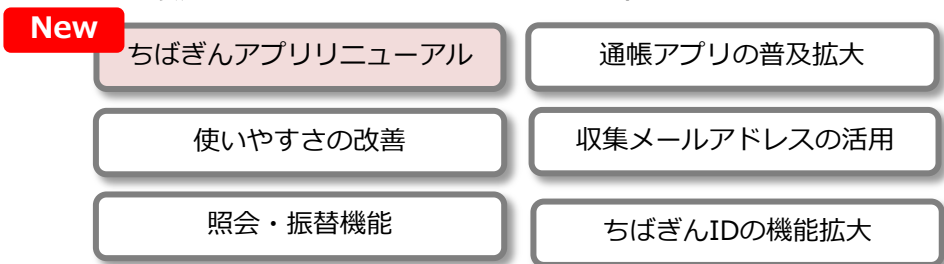 New
ちばぎんアプリリニューアル
通帳アプリの普及拡大
使いやすさの改善
収集メールアドレスの活用
照会・振替機能
ちばぎんIDの機能拡大